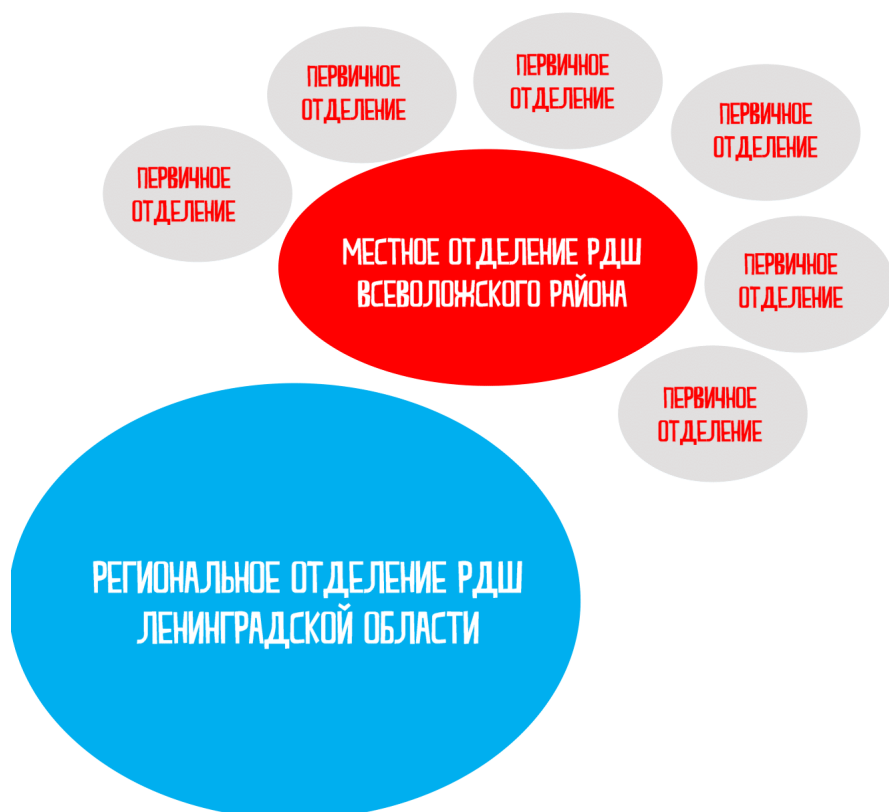 ПЕРВИЧНОЕ
ОТДЕЛЕНИЕ
ПЕРВИЧНОЕ
ОТДЕЛЕНИЕ
ПЕРВИЧНОЕ
ОТДЕЛЕНИЕ
ПЕРВИЧНОЕ
ОТДЕЛЕНИЕ
МЕСТНОЕ ОТДЕЛЕНИЕ РДШ
ВСЕВОЛОЖСКОГО РАЙОНА
ПЕРВИЧНОЕ
ОТДЕЛЕНИЕ
ПЕРВИЧНОЕ
ОТДЕЛЕНИЕ
РЕГИОНАЛЬНОЕ ОТДЕЛЕНИЕ РДШ
ЛЕНИНГРАДСКОЙ ОБЛАСТИ